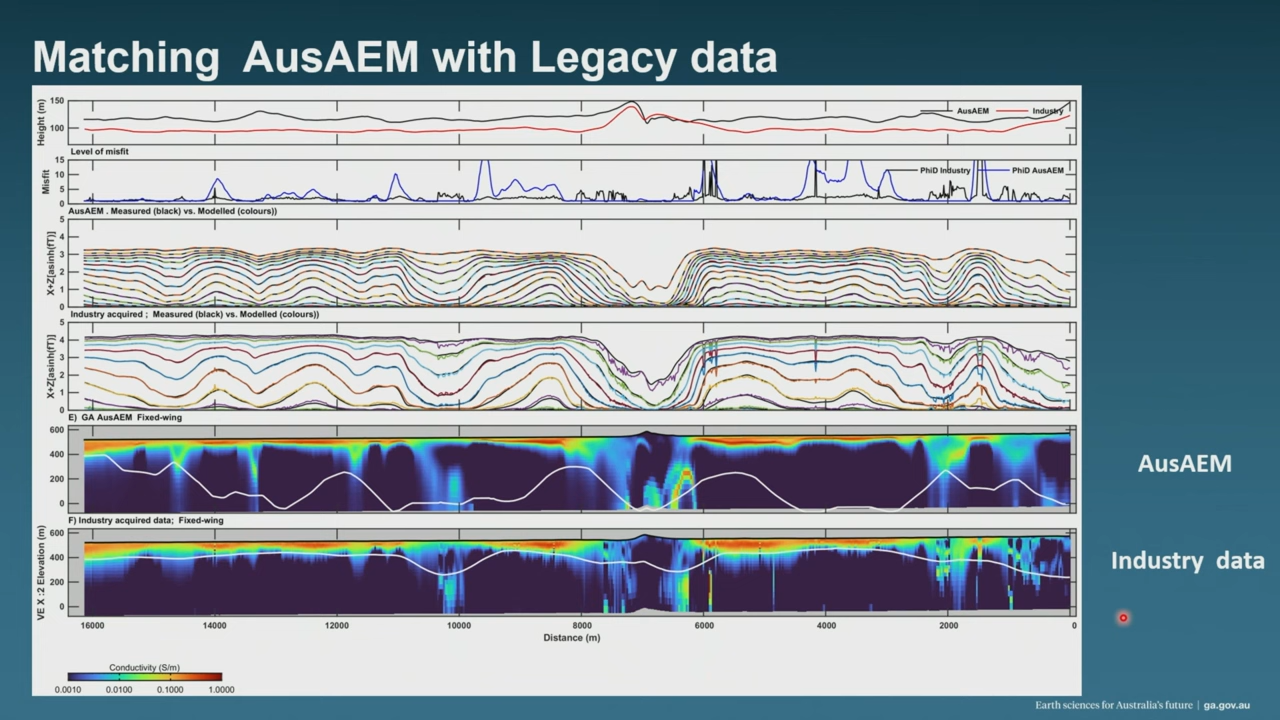 Matching AusAEM with Legacy data
Height (m)
150
100
AusAEM
Industry
Level of misfit
Misfit
15
10
5
0
PhiD Industry
PhiD AusAEM
AusAEM . Measured (black) vs. Modelled (colours))
X+Z[asinh(fT)]
5
4
3
2
1
0
Industry acquired ; Measured (black) vs. Modelled (colours))
X+Z[asinh(fT)]
5
4
3
2
1
0
E) GA AusAEM Fixed-wing
600
400
200
0
AusAEM
F) Industry acquired data; Fixed-wing
VE X :2 Elevation (m)
600
400
200
0
Industry data
16000 14000 12000 10000 8000 6000 4000 2000 0
Distance (m)
Conductivity (S/m)
0.0010 0.0100 0.1000 1.0000
Earth sciences for Australia's future | ga.gov.au